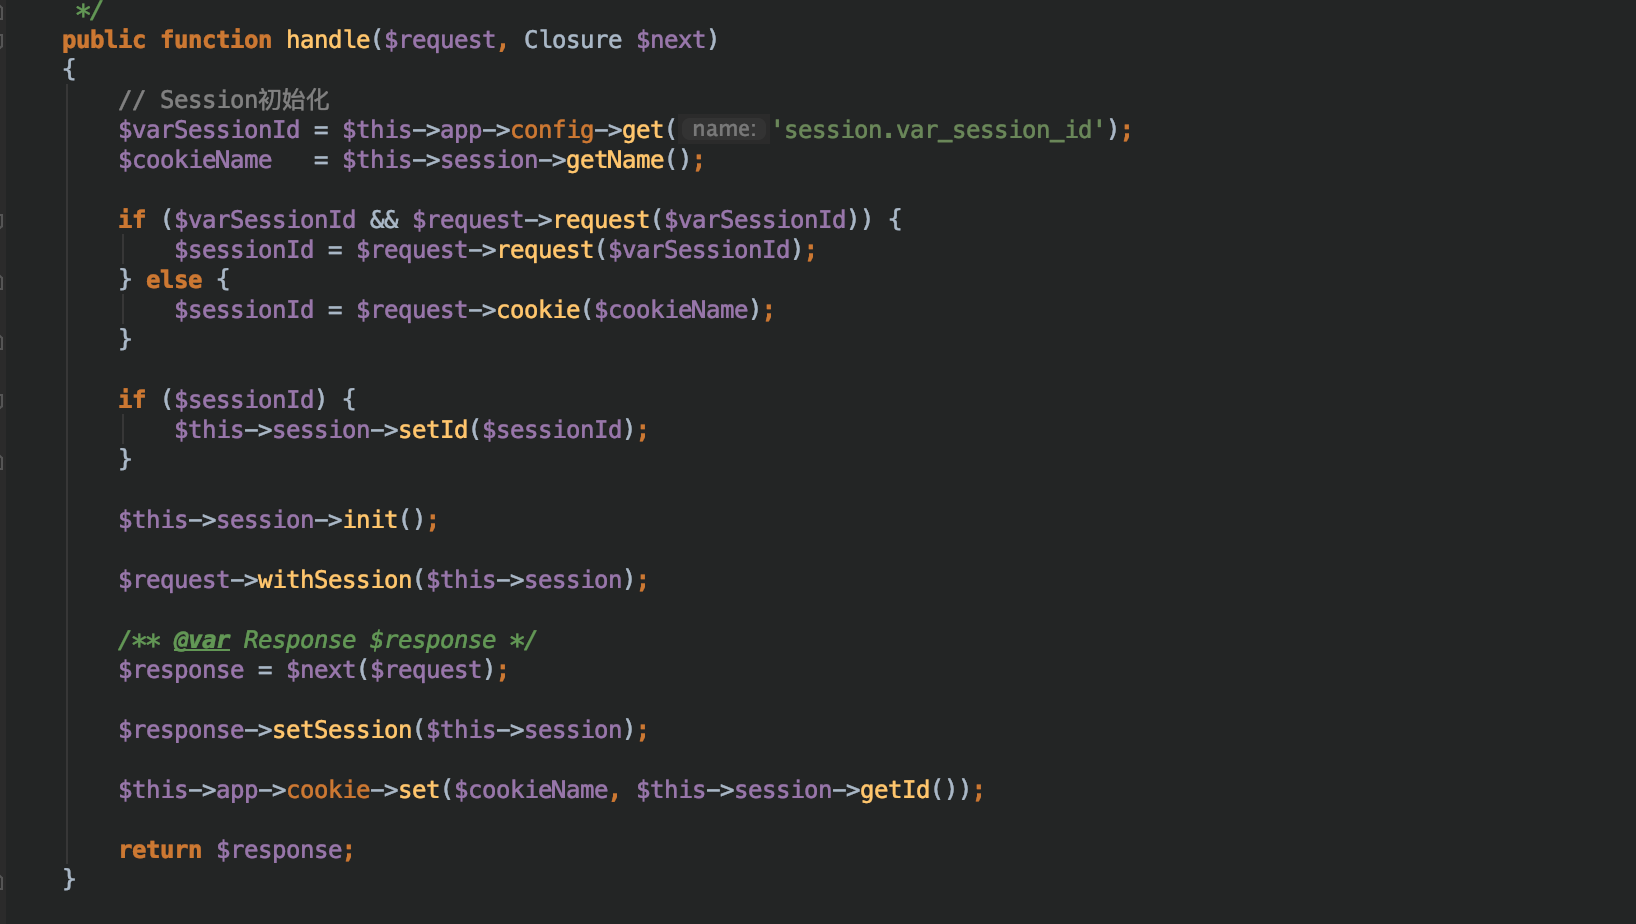 */
public function handle($request, Closure $next)
{
// Session初始化
$varSessionId = $this->app->config->get( name: 'session.var_session_id');
$cookieName   = $this->session->getName();
if ($varSessionId && $request->request($varSessionId)) {
$sessionId = $request->request($varSessionId);
} else {
$sessionId = $request->cookie($cookieName);
}
if ($sessionId) {
$this->session->setId($sessionId);
}
$this->session->init();
$request->withSession($this->session);
/** @var Response $response */
$response = $next($request);
$response->setSession($this->session);
$this->app->cookie->set($cookieName, $this->session->getId());
return $response;
}